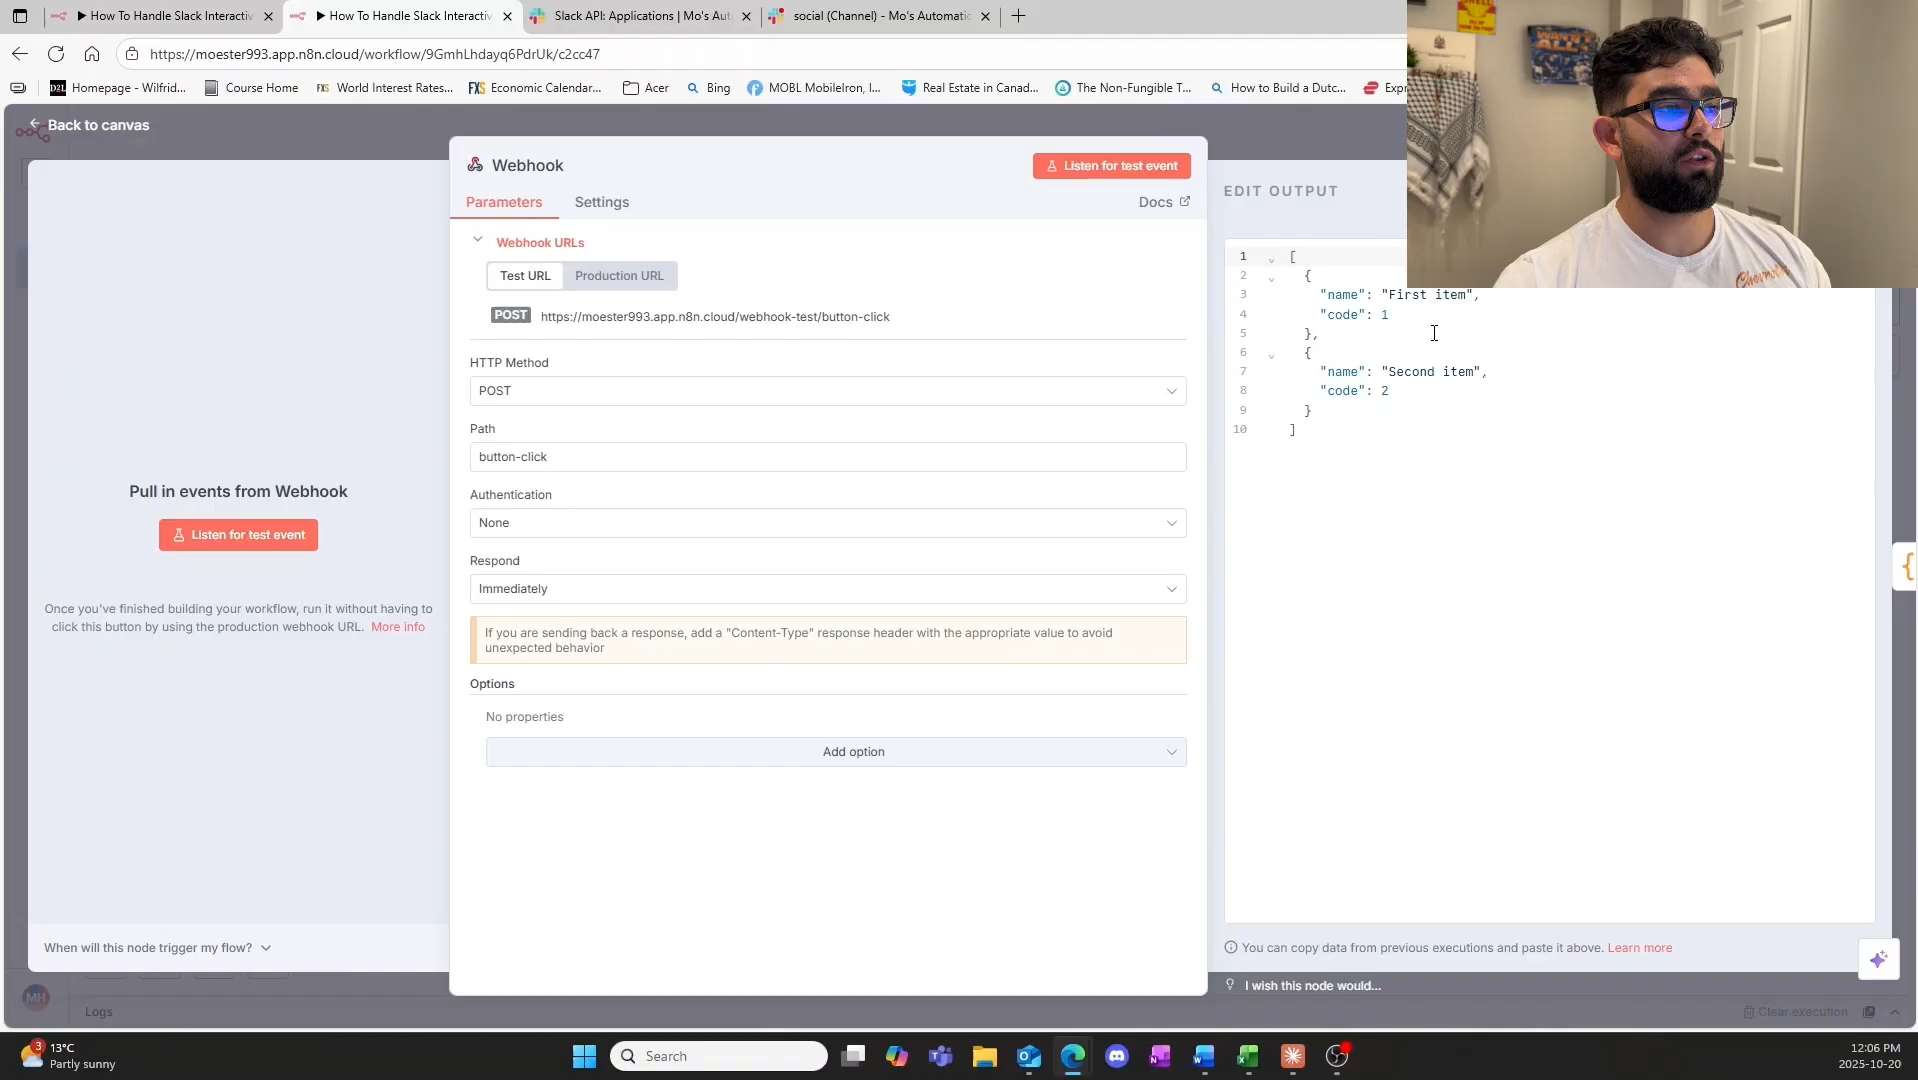 How To Handle Slack Interactiv
How To Handle Slack Interactiv
Slack API: Applications | Mo's Aut
social (Channel) - Mo's Automatic
https://moester993.app.n8n.cloud/workflow/9GmhLhdayq6PdrUk/c2cc47
D2L Homepage - Wilfrid...
Course Home
FXS World Interest Rates...
FXS Economic Calendar...
Acer
Bing
MOBL MobileIron, I...
Real Estate in Canad...
The Non-Fungible T...
How to Build a Dutc...
Expr
Back to canvas
Webhook
Listen for test event
Parameters
Settings
Docs
Webhook URLs
Test URL
Production URL
POST https://moester993.app.n8n.cloud/webhook-test/button-click
HTTP Method
POST
Path
button-click
Authentication
None
Respond
Immediately
If you are sending back a response, add a "Content-Type" response header with the appropriate value to avoid
unexpected behavior
Options
No properties
Add option
Pull in events from Webhook
Listen for test event
Once you've finished building your workflow, run it without having to
click this button by using the production webhook URL. More info
When will this node trigger my flow?
EDIT OUTPUT
1 [
2 {
3 "name": "First item",
4 "code": 1
5 },
6 {
7 "name": "Second item",
8 "code": 2
9 }
10 ]
You can copy data from previous executions and paste it above. Learn more
I wish this node would...
MH
Logs
Clear execution
3
13°C
Partly sunny
Search
12:06 PM
2025-10-20